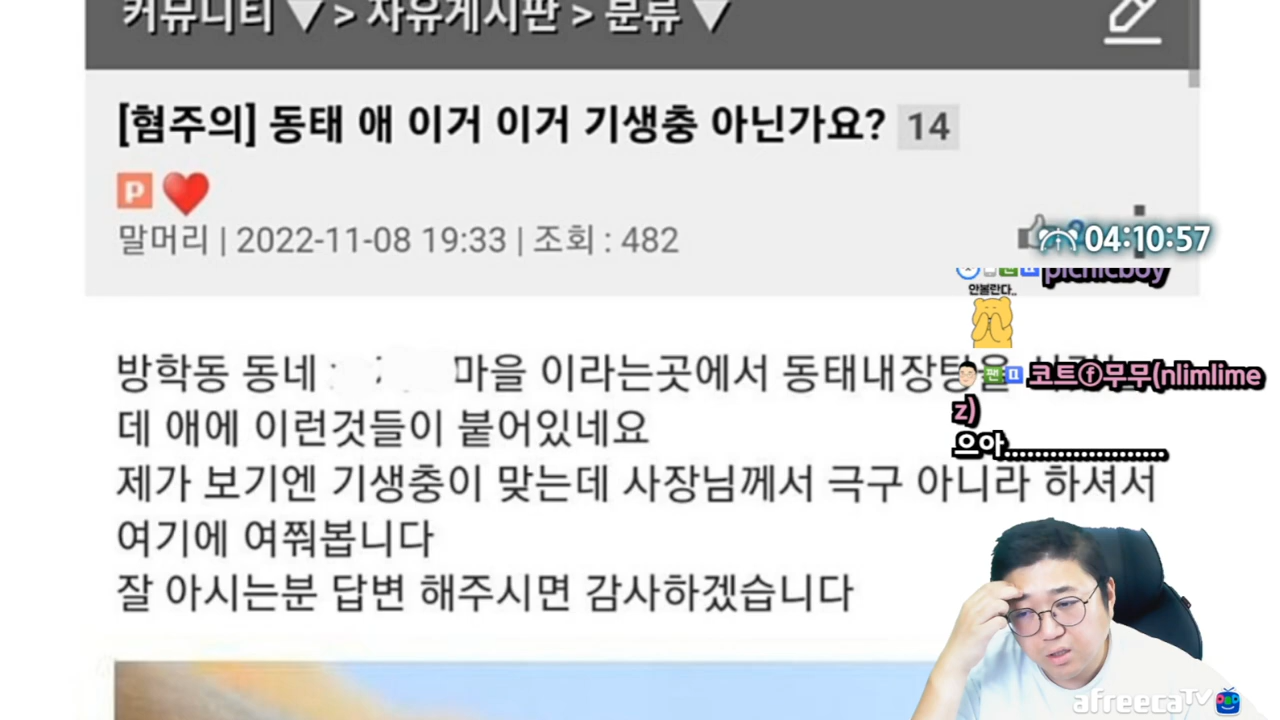 커뮤니티 ▼ > 자유게시판 > 분류 ▼
[혐주의] 동태 애 이거 이거 기생충 아닌가요? 14
P
말머리 | 2022-11-08 19:33 | 조회 : 482
04:10:57
picnicboy
안볼란다..
방학동 동네 마을 이라는곳에서 동태내장탕을
코트ⓕ무무(nlimlime
z)
데 애에 이런것들이 붙어있네요
으아.....................
제가 보기엔 기생충이 맞는데 사장님께서 극구 아니라 하셔서
여기에 여쭤봅니다
잘 아시는분 답변 해주시면 감사하겠습니다
afreecaTV